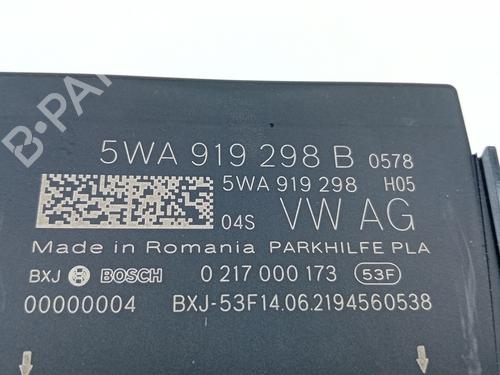 B-PARTS
5WA 919 298 B 0578
5WA 919 298 H05
04S VW AG
Made in Romania PARKHILFE PLA
BXJ BOSCH 0 217 000 173 53F
00000004 BXJ-53F14.06.2194560538